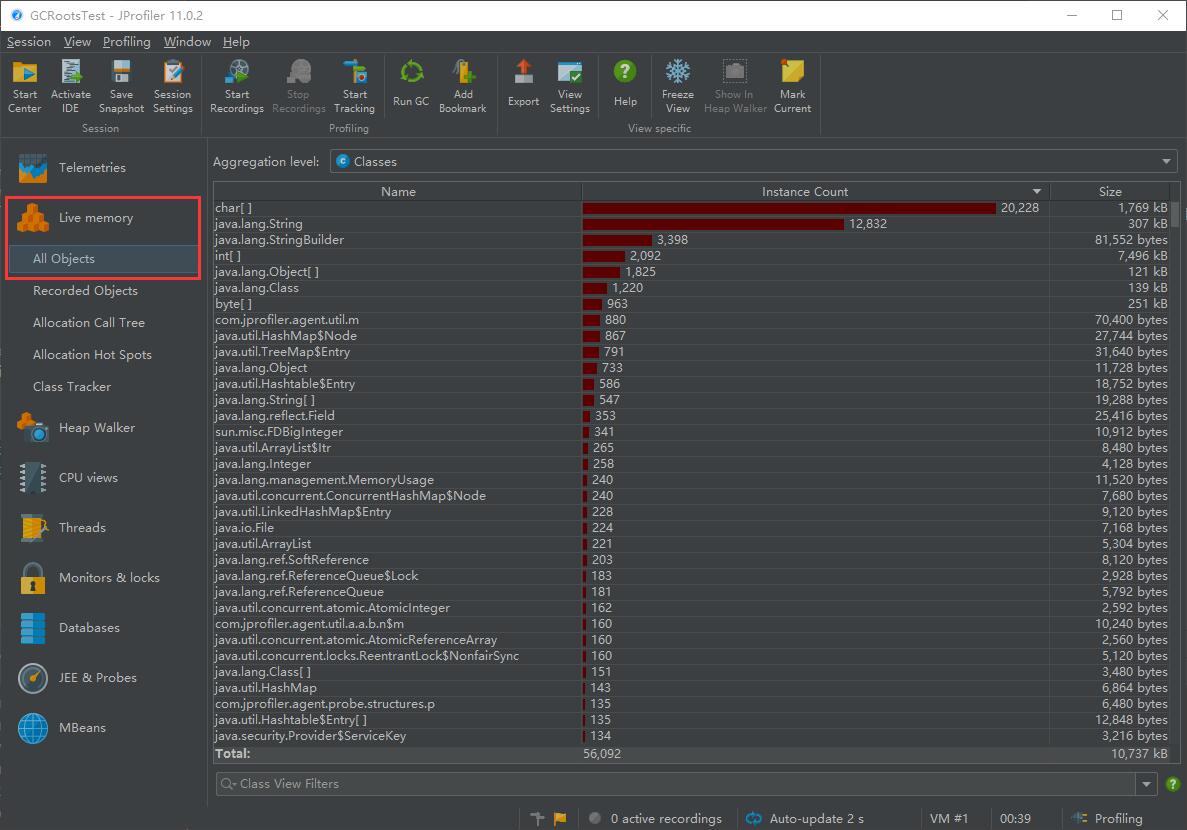 GCRootsTest - JProfiler 11.0.2
Session View Profiling Window Help
Start Center Activate IDE Save Snapshot Session Settings Start Recordings Stop Recordings Start Tracking Run GC Add Bookmark Export View Settings Help Freeze View Show In Heap Walker Mark Current
Session Profiling View specific
Telemetries
Live memory
All Objects
Recorded Objects
Allocation Call Tree
Allocation Hot Spots
Class Tracker
Heap Walker
CPU views
Threads
Monitors & locks
Databases
JEE & Probes
MBeans
Aggregation level: Classes
Name Instance Count Size
char[ ] 20,228 1,769 kB
java.lang.String 12,832 307 kB
java.lang.StringBuilder 3,398 81,552 bytes
int[ ] 2,092 7,496 kB
java.lang.Object[ ] 1,825 121 kB
java.lang.Class 1,220 139 kB
byte[ ] 963 251 kB
com.jprofiler.agent.util.m 880 70,400 bytes
java.util.HashMap$Node 867 27,744 bytes
java.util.TreeMap$Entry 791 31,640 bytes
java.lang.Object 733 11,728 bytes
java.util.Hashtable$Entry 586 18,752 bytes
java.lang.String[ ] 547 19,288 bytes
java.lang.reflect.Field 353 25,416 bytes
sun.misc.FDBigInteger 341 10,912 bytes
java.util.ArrayList$Itr 265 8,480 bytes
java.lang.Integer 258 4,128 bytes
java.lang.management.MemoryUsage 240 11,520 bytes
java.util.concurrent.ConcurrentHashMap$Node 240 7,680 bytes
java.util.LinkedHashMap$Entry 228 9,120 bytes
java.io.File 224 7,168 bytes
java.util.ArrayList 221 5,304 bytes
java.lang.ref.SoftReference 203 8,120 bytes
java.lang.ref.ReferenceQueue$Lock 183 2,928 bytes
java.lang.ref.ReferenceQueue 181 5,792 bytes
java.util.concurrent.atomic.AtomicInteger 162 2,592 bytes
com.jprofiler.agent.util.a.a.b.n$m 160 10,240 bytes
java.util.concurrent.atomic.AtomicReferenceArray 160 2,560 bytes
java.util.concurrent.locks.ReentrantLock$NonfairSync 160 5,120 bytes
java.lang.Class[ ] 151 3,480 bytes
java.util.HashMap 143 6,864 bytes
com.jprofiler.agent.probe.structures.p 135 6,480 bytes
java.util.Hashtable$Entry[ ] 135 12,848 bytes
java.security.Provider$ServiceKey 134 3,216 bytes
Total: 56,092 10,737 kB
Class View Filters
0 active recordings Auto-update 2 s VM #1 00:39 Profiling